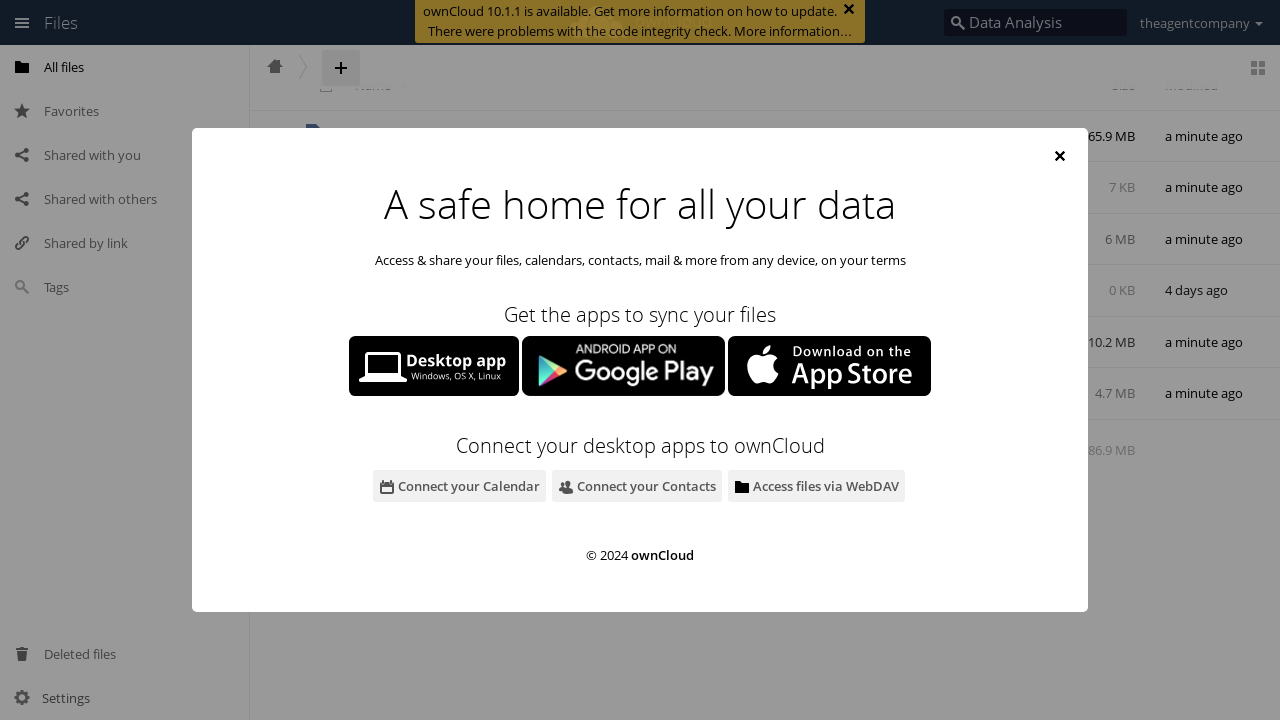 Files
ownCloud 10.1.1 is available. Get more information on how to update.
There were problems with the code integrity check. More information…
Data Analysis
theagentcompany
All files
Favorites
Shared with you
Shared with others
Shared by link
Tags
Deleted files
Settings
65.9 MB a minute ago
7 KB a minute ago
6 MB a minute ago
0 KB 4 days ago
10.2 MB a minute ago
4.7 MB a minute ago
86.9 MB
A safe home for all your data
Access & share your files, calendars, contacts, mail & more from any device, on your terms
Get the apps to sync your files
Desktop app
Windows, OS X, Linux
ANDROID APP ON
Google Play
Download on the
App Store
Connect your desktop apps to ownCloud
Connect your Calendar
Connect your Contacts
Access files via WebDAV
© 2024 ownCloud